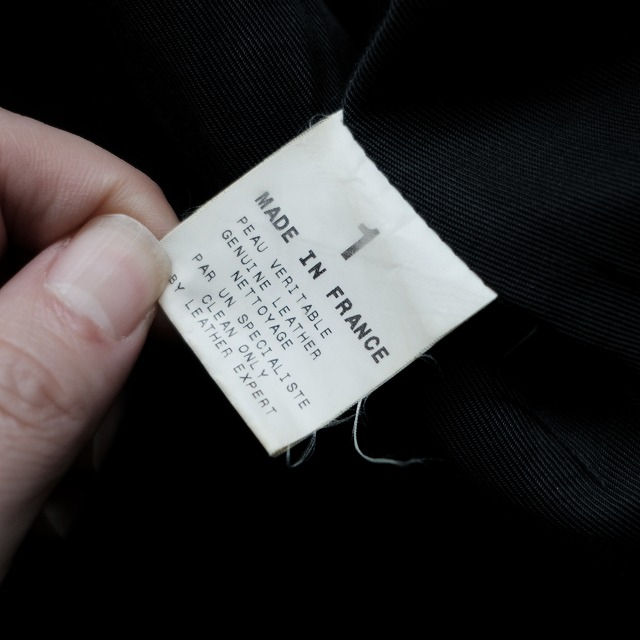 1
MADE IN FRANCE
PEAU VERITABLE
GENUINE LEATHER
NETTOYAGE
PAR UN SPECIALISTE
CLEAN ONLY
BY LEATHER EXPERT